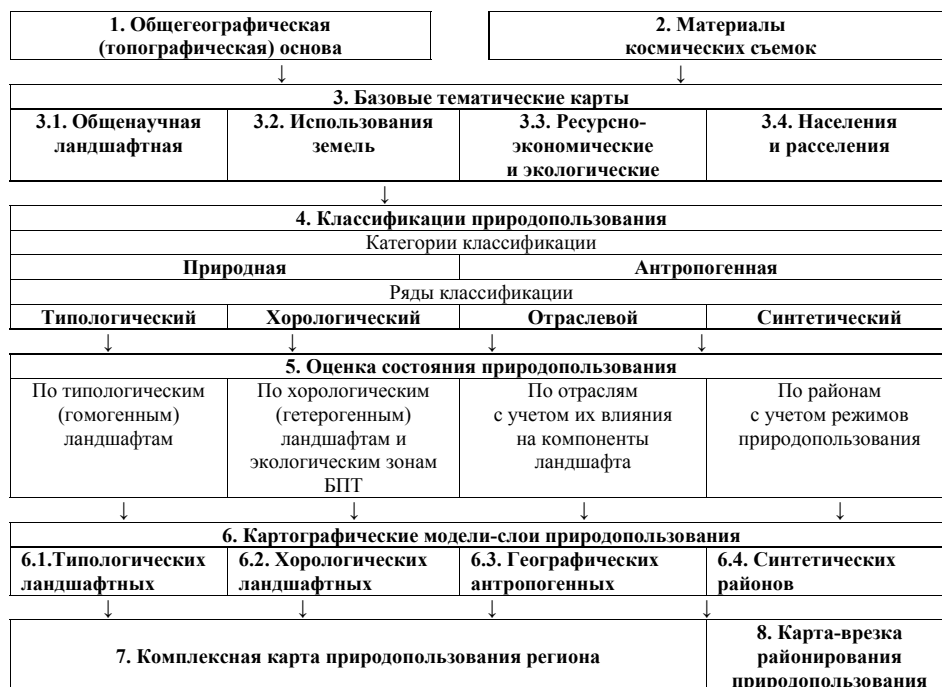 1. Общегеографическая
(топографическая) основа
2. Материалы
космических съемок
↓ ↓
3. Базовые тематические карты
3.1. Общенаучная
ландшафтная
3.2. Использования
земель
3.3. Ресурсно-
экономические
и экологические
3.4. Населения
и расселения
↓
4. Классификации природопользования
Категории классификации
Природная
Антропогенная
Ряды классификации
Типологический
Хорологический
Отраслевой
Синтетический
↓ ↓ ↓ ↓
5. Оценка состояния природопользования
По типологическим
(гомогенным)
ландшафтам
По хорологическим
(гетерогенным)
ландшафтам и
экологическим зонам
БПТ
По отраслям
с учетом их влияния
на компоненты
ландшафта
По районам
с учетом режимов
природопользования
↓ ↓ ↓ ↓
6. Картографические модели-слои природопользования
6.1.Типологических
ландшафтных
6.2. Хорологических
ландшафтных
6.3. Географических
антропогенных
6.4. Синтетических
районов
↓ ↓ ↓ ↓
7. Комплексная карта природопользования региона
8. Карта-врезка
районирования
природопользования